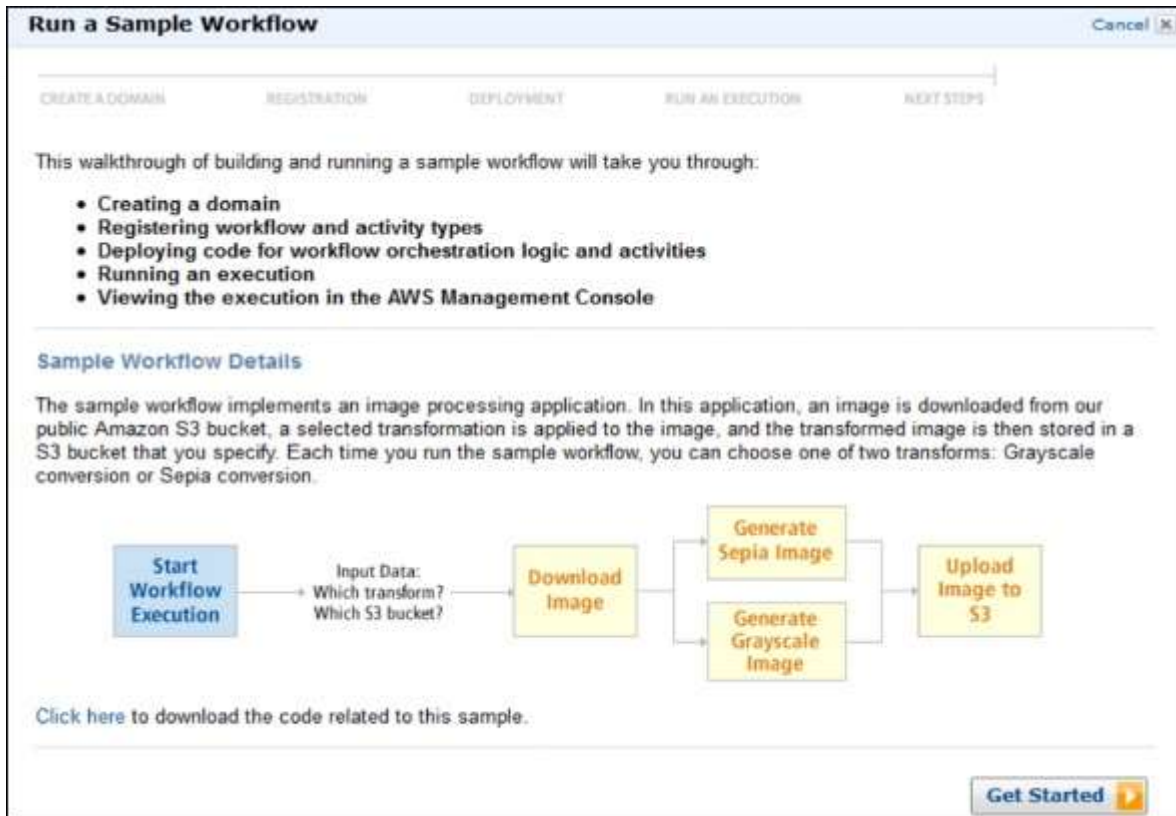 Run a Sample Workflow
Cancel
CREATE A DOMAIN
REGISTRATION
DEPLOYMENT
RUN AN EXECUTION
NEXT STEPS
This walkthrough of building and running a sample workflow will take you through:
• Creating a domain
• Registering workflow and activity types
• Deploying code for workflow orchestration logic and activities
• Running an execution
• Viewing the execution in the AWS Management Console
Sample Workflow Details
The sample workflow implements an image processing application. In this application, an image is downloaded from our
public Amazon S3 bucket, a selected transformation is applied to the image, and the transformed image is then stored in a
S3 bucket that you specify. Each time you run the sample workflow, you can choose one of two transforms: Grayscale
conversion or Sepia conversion.
Start
Workflow
Execution
Input Data:
Which transform?
Which S3 bucket?
Download
Image
Generate
Sepia Image
Generate
Grayscale
Image
Upload
Image to
S3
Click here to download the code related to this sample.
Get Started